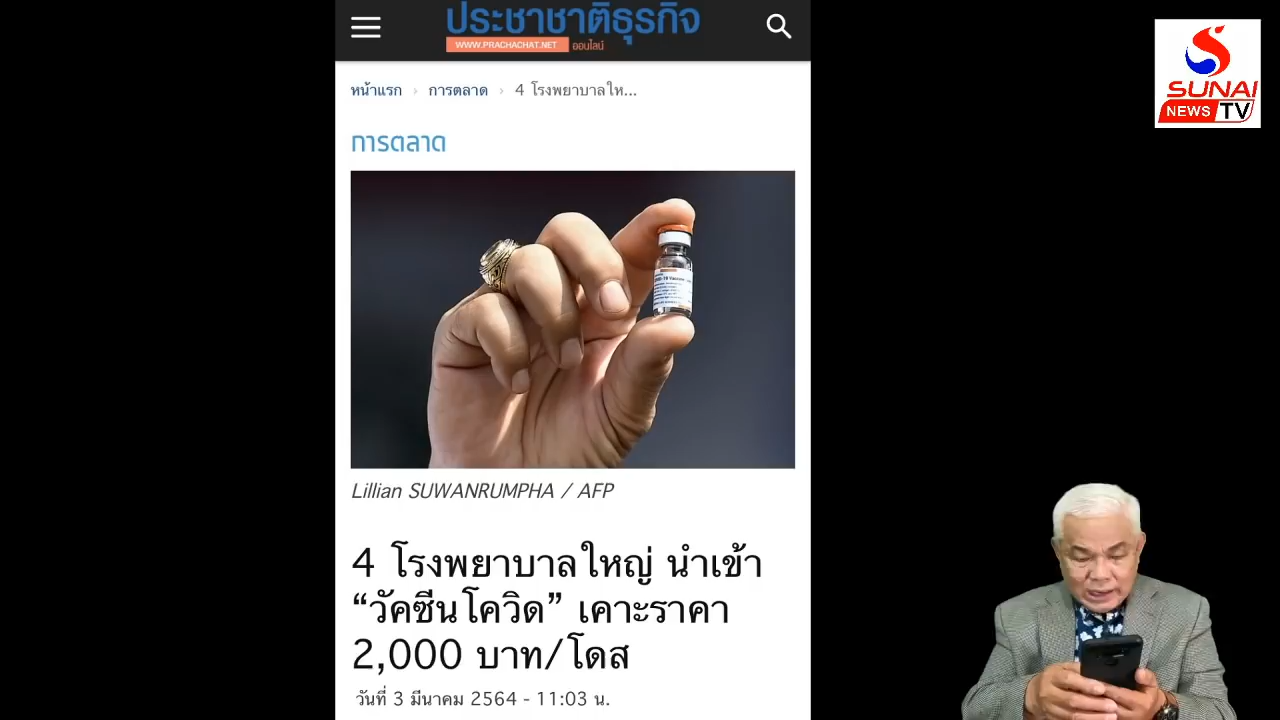 ประชาชาติธุรกิจ
WWW.PRACHACHAT.NET ออนไลน์
หน้าแรก › การตลาด › 4 โรงพยาบาลให...
การตลาด
Lillian SUWANRUMPHA / AFP
4 โรงพยาบาลใหญ่ นำเข้า
“วัคซีนโควิด” เคาะราคา
2,000 บาท/โดส
วันที่ 3 มีนาคม 2564 - 11:03 น.
SUNAI
NEWS TV